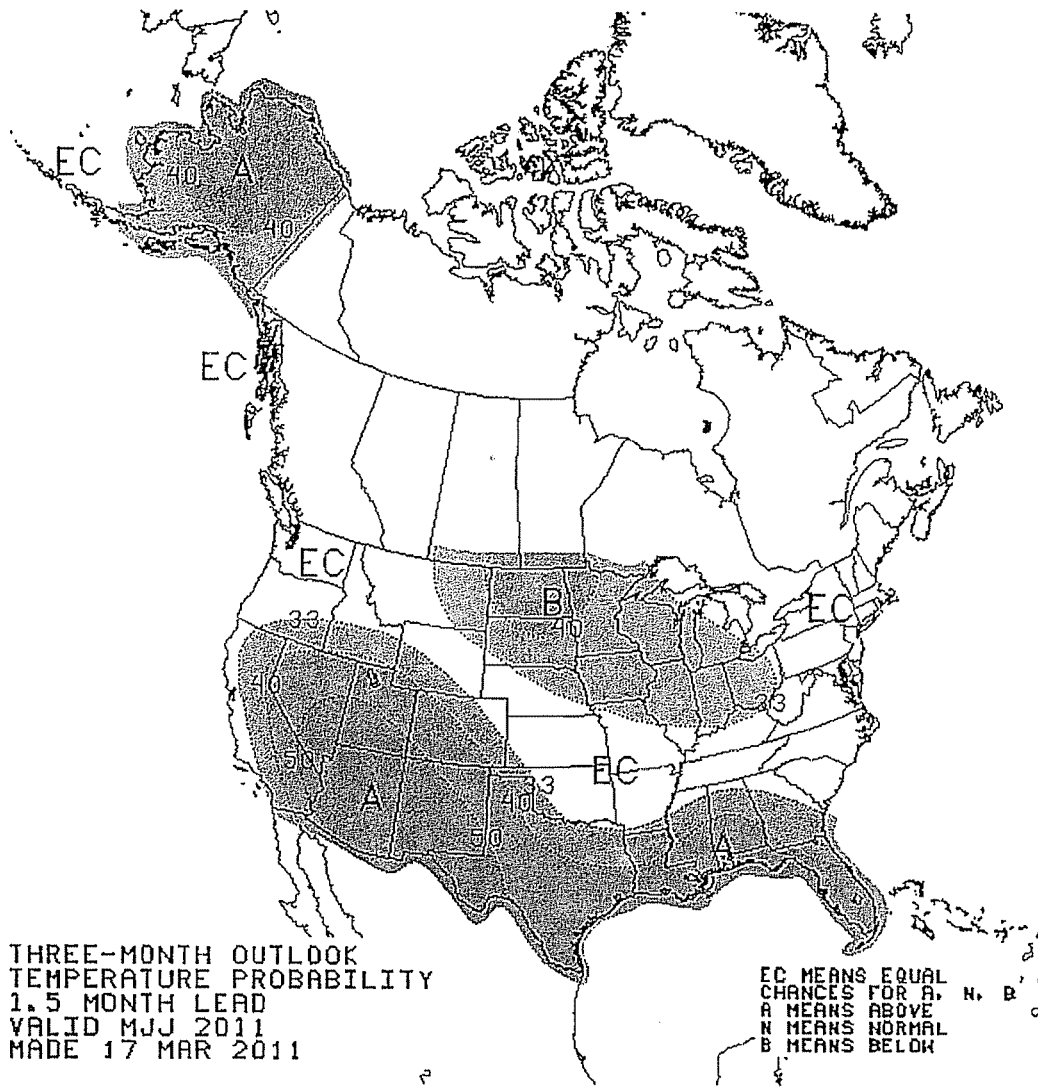 EC
40
A
40
EC
EC
B
40
EC
33
40
33
50
EC
33
40
A
50
A
THREE-MONTH OUTLOOK
TEMPERATURE PROBABILITY
1.5 MONTH LEAD
VALID MJJ 2011
MADE 17 MAR 2011
EC MEANS EQUAL
CHANCES FOR A, N, B
A MEANS ABOVE
N MEANS NORMAL
B MEANS BELOW